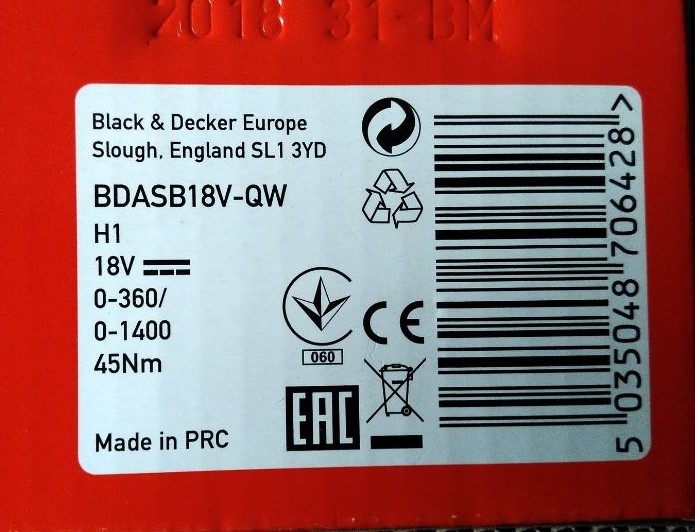 2018 31-BM
Black & Decker Europe
Slough, England SL1 3YD
BDASB18V-QW
H1
18V
0-360/
0-1400
45Nm
Made in PRC
060
CE
EAC
5 035048 706428 >